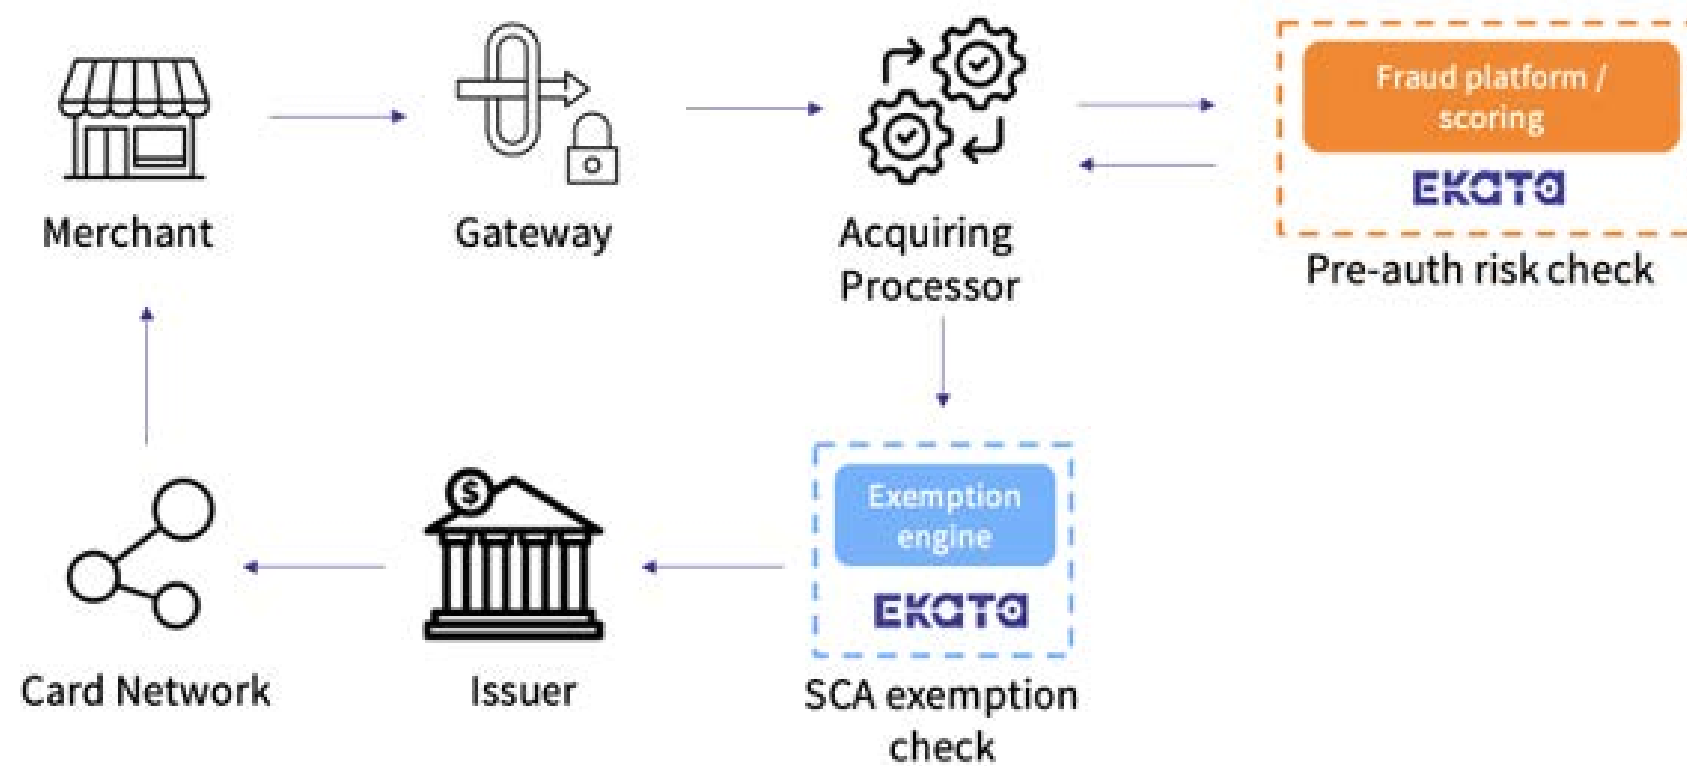 Fraud platform /
scoring
EKATA
Merchant
Gateway
Acquiring
Processor
Pre-auth risk check
$
Exemption
engine
EKATA
Card Network
Issuer
SCA exemption
check